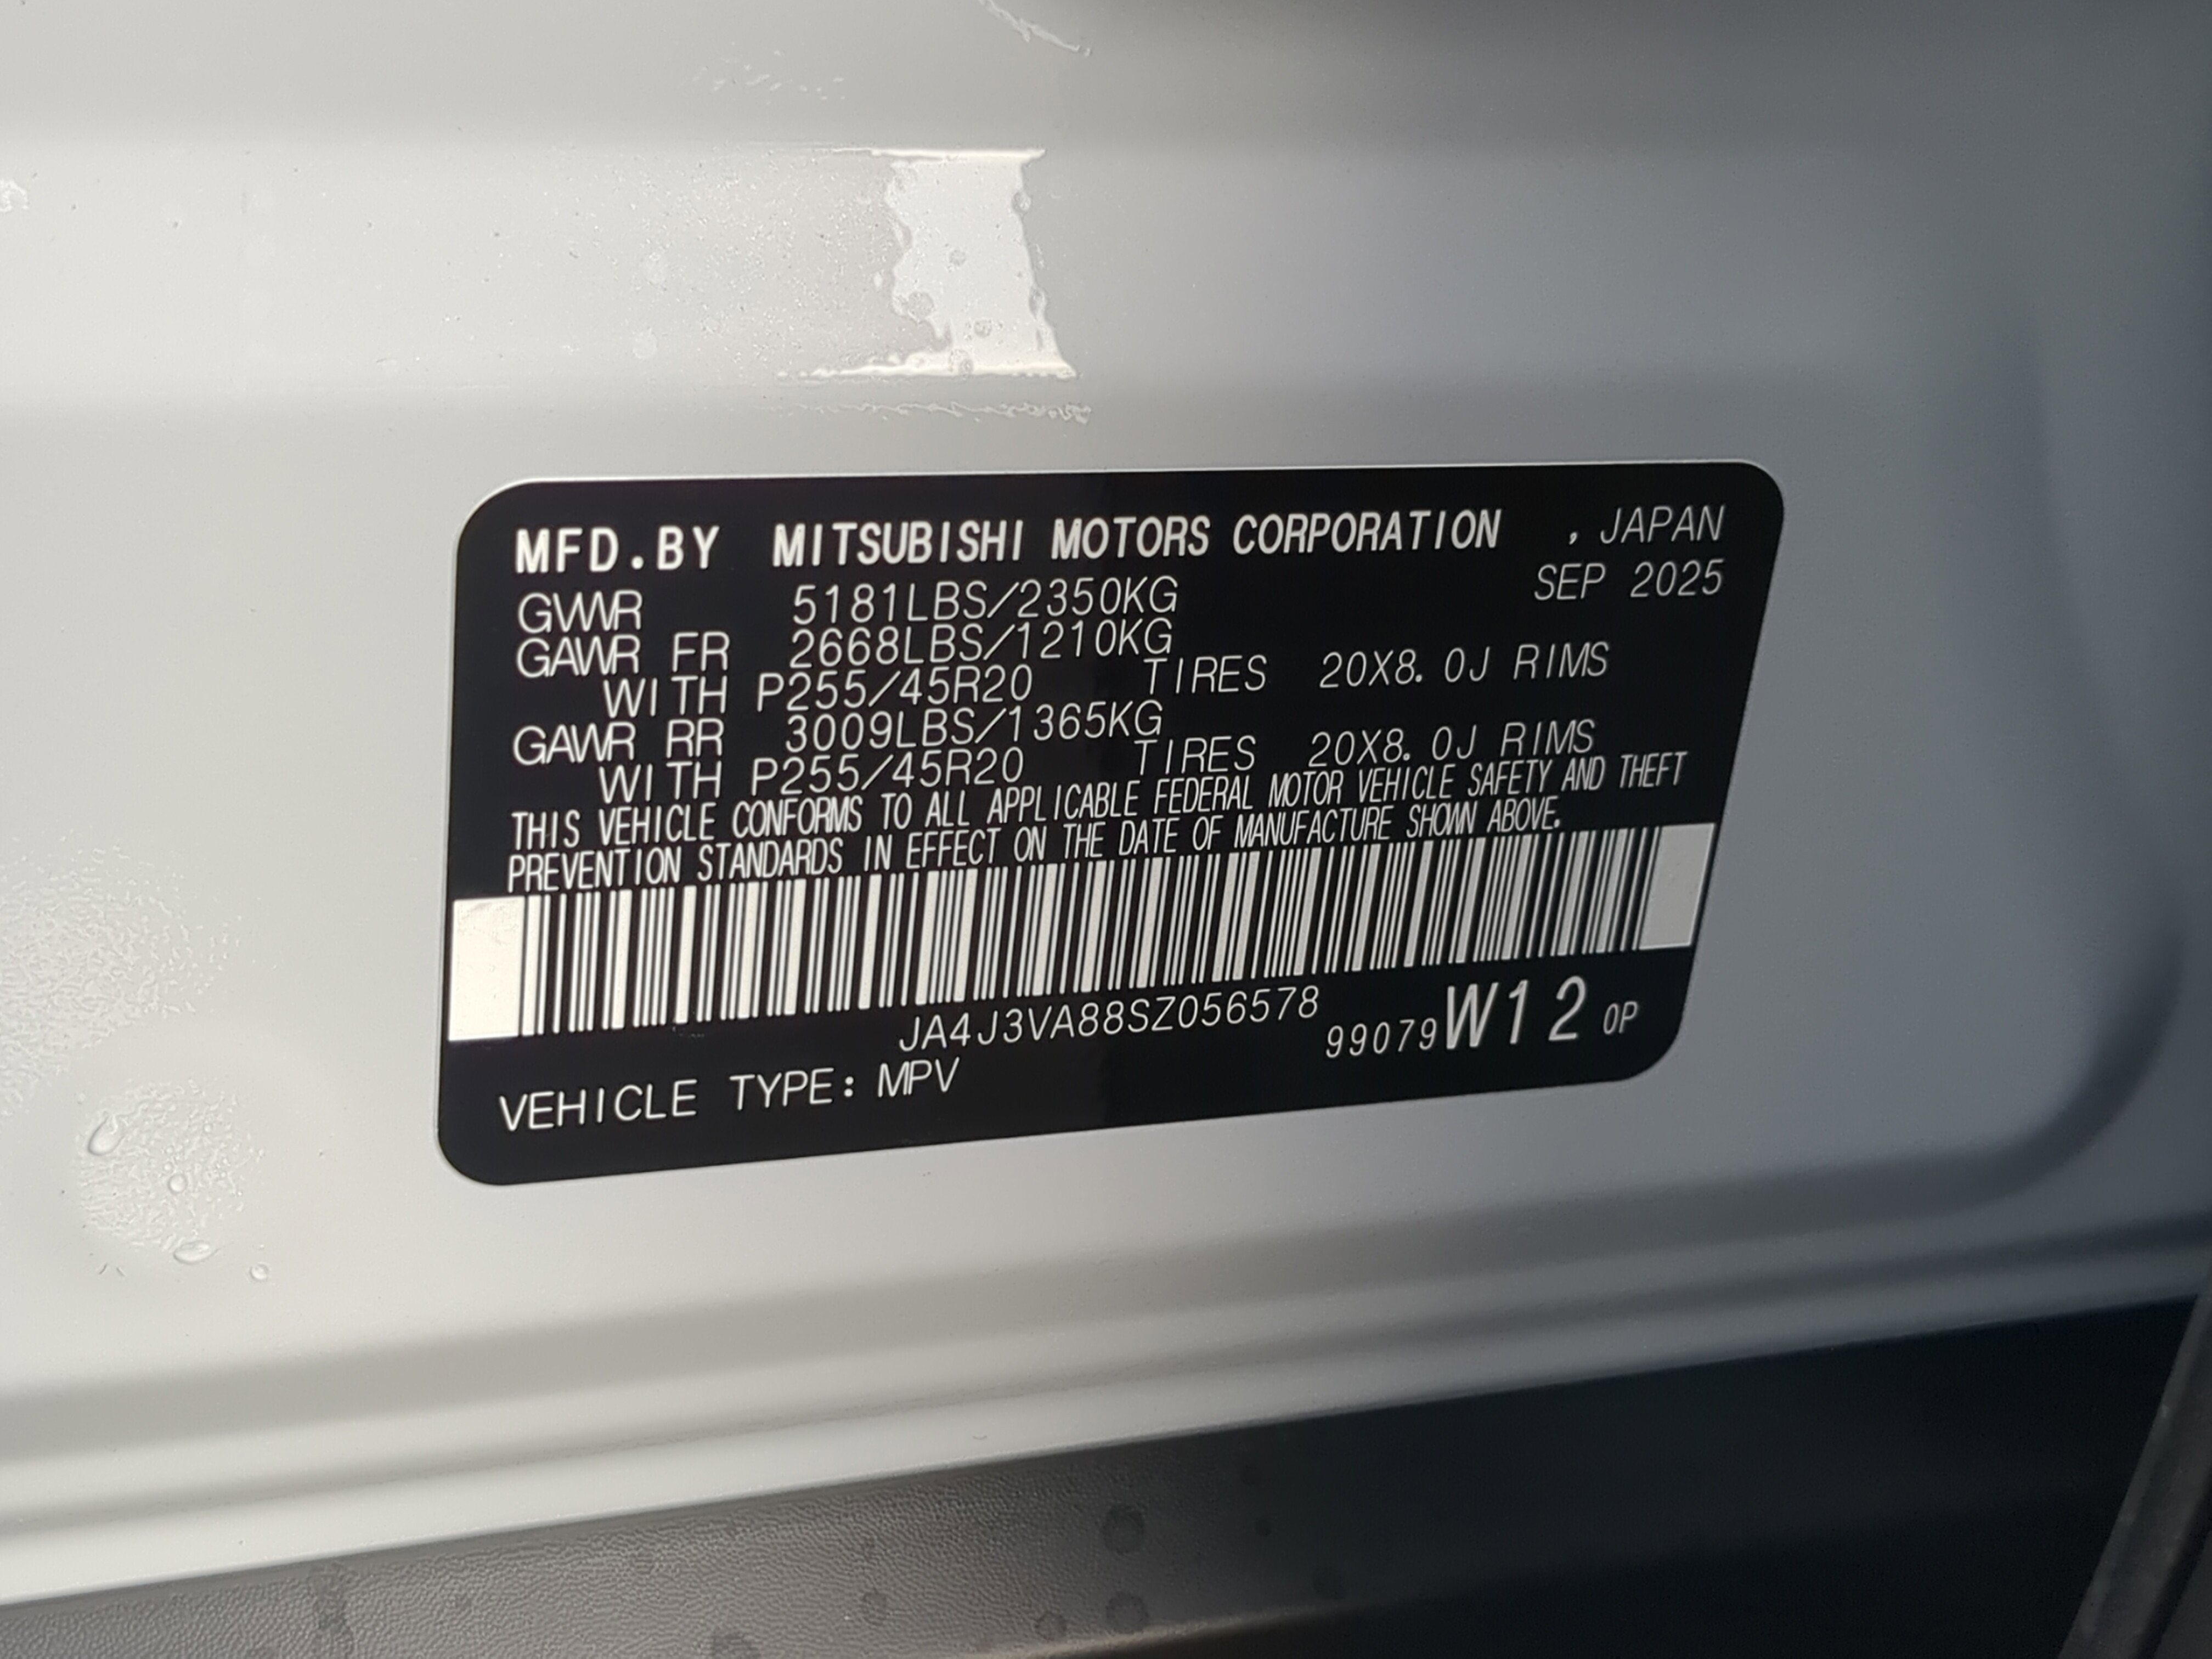 MFD.BY MITSUBISHI MOTORS CORPORATION , JAPAN
SEP 2025
GVWR 5181LBS/2350KG
GAWR FR 2668LBS/1210KG
WITH P255/45R20 TIRES 20X8.0J RIMS
GAWR RR 3009LBS/1365KG
WITH P255/45R20 TIRES 20X8.0J RIMS
THIS VEHICLE CONFORMS TO ALL APPLICABLE FEDERAL MOTOR VEHICLE SAFETY AND THEFT
PREVENTION STANDARDS IN EFFECT ON THE DATE OF MANUFACTURE SHOWN ABOVE.
JA4J3VA88SZ056578
99079W12 OP
VEHICLE TYPE: MPV